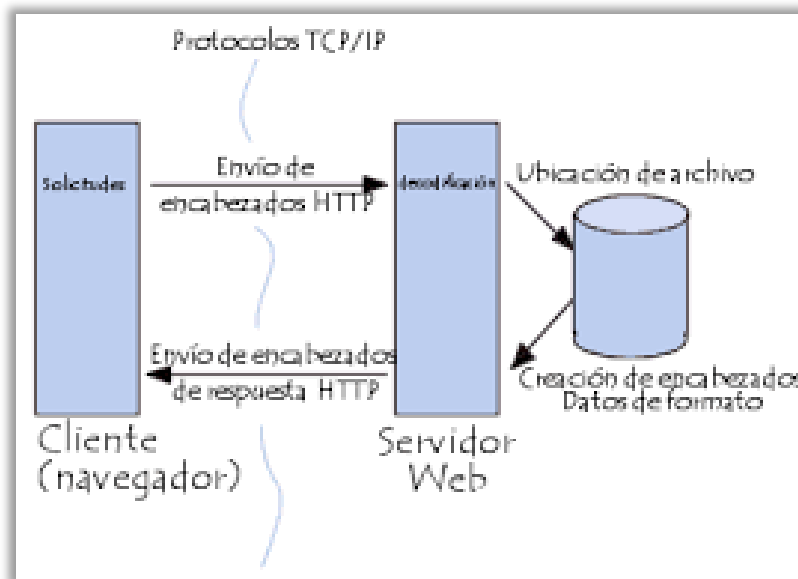 Protocolos TCP/IP
Solicitudes
Envío de
encabezados HTTP
decodificación
Ubicación de archivo
Envío de encabezados
de respuesta HTTP
Creación de encabezados
Datos de formato
Cliente
(navegador)
Servidor
Web